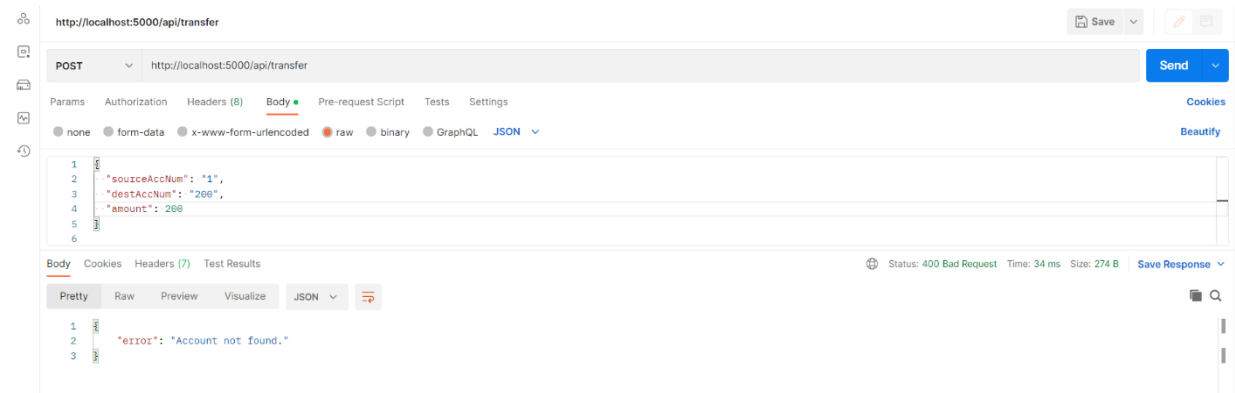 http://localhost:5000/api/transfer
Save
POST http://localhost:5000/api/transfer Send
Params Authorization Headers (8) Body Pre-request Script Tests Settings Cookies
none form-data x-www-form-urlencoded raw binary GraphQL JSON Beautify
1 {
2 "sourceAccNum": "1",
3 "destAccNum": "200",
4 "amount": 200
5 }
6
Body Cookies Headers (7) Test Results Status: 400 Bad Request Time: 34 ms Size: 274 B Save Response
Pretty Raw Preview Visualize JSON
1 {
2 "error": "Account not found."
3 }